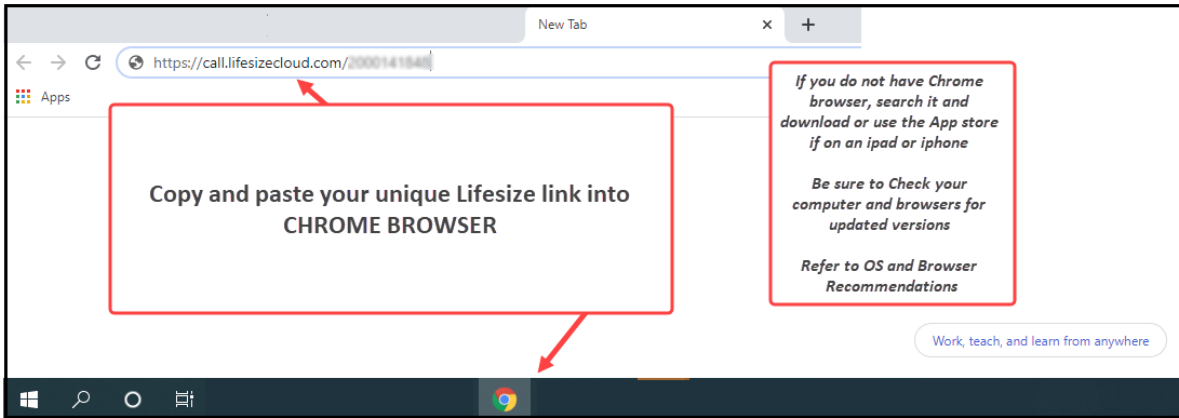 New Tab
https://call.lifesizecloud.com/
Apps
Copy and paste your unique Lifesize link into
CHROME BROWSER
If you do not have Chrome
browser, search it and
download or use the App store
if on an ipad or iphone
Be sure to Check your
computer and browsers for
updated versions
Refer to OS and Browser
Recommendations
Work, teach, and learn from anywhere